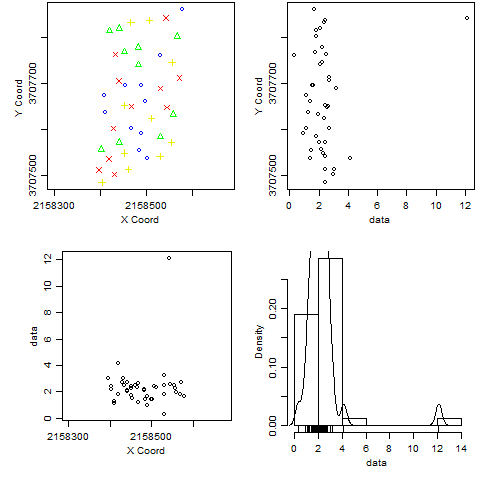 3707700
3707500
Y Coord
2158300 2158500
X Coord
3707700
3707500
Y Coord
0 2 4 6 8 10 12
data
12
10
8
6
4
2
0
data
2158300 2158500
X Coord
0.20
0.10
0.00
Density
0 2 4 6 8 10 12 14
data